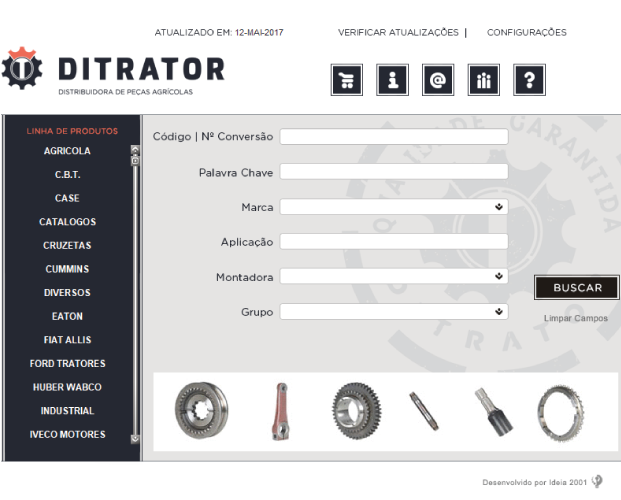 ATUALIZADO EM: 12-MAI-2017
VERIFICAR ATUALIZAÇÕES |
CONFIGURAÇÕES
DITRATOR
DISTRIBUIDORA DE PEÇAS AGRÍCOLAS
LINHA DE PRODUTOS
AGRICOLA
C.B.T.
CASE
CATALOGOS
CRUZETAS
CUMMINS
DIVERSOS
EATON
FIAT ALLIS
FORD TRATORES
HUBER WABCO
INDUSTRIAL
IVECO MOTORES
Código | Nº Conversão
Palavra Chave
Marca
Aplicação
Montadora
Grupo
QUALIDADE GARANTIDA
BUSCAR
Limpar Campos
Desenvolvido por Ideia 2001